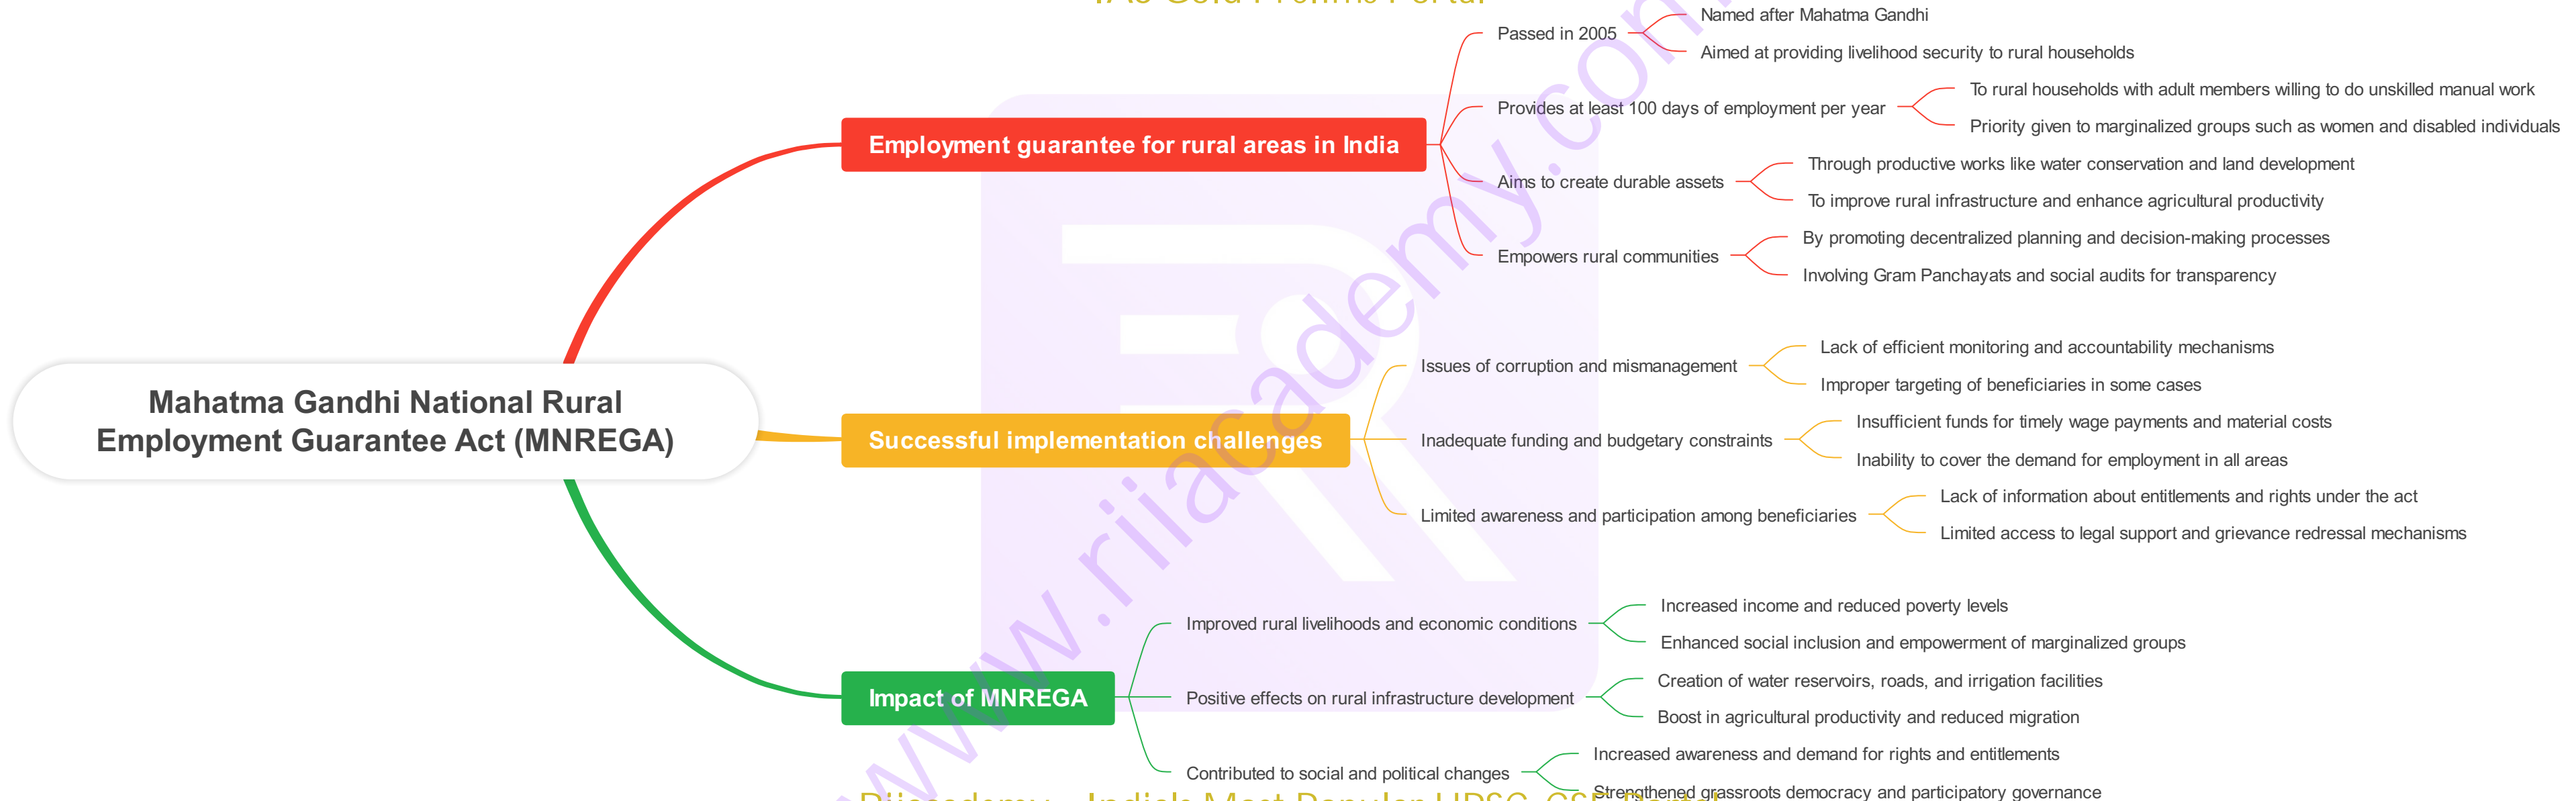 IAS Gold Prelims Portal
Named after Mahatma Gandhi
Passed in 2005
Aimed at providing livelihood security to rural households
To rural households with adult members willing to do unskilled manual work
Provides at least 100 days of employment per year
Priority given to marginalized groups such as women and disabled individuals
Employment guarantee for rural areas in India
Through productive works like water conservation and land development
Aims to create durable assets
To improve rural infrastructure and enhance agricultural productivity
By promoting decentralized planning and decision-making processes
Empowers rural communities
Involving Gram Panchayats and social audits for transparency
Mahatma Gandhi National Rural
Employment Guarantee Act (MNREGA)
Lack of efficient monitoring and accountability mechanisms
Issues of corruption and mismanagement
Improper targeting of beneficiaries in some cases
Insufficient funds for timely wage payments and material costs
Successful implementation challenges
Inadequate funding and budgetary constraints
Inability to cover the demand for employment in all areas
Lack of information about entitlements and rights under the act
Limited awareness and participation among beneficiaries
Limited access to legal support and grievance redressal mechanisms
Increased income and reduced poverty levels
Improved rural livelihoods and economic conditions
Enhanced social inclusion and empowerment of marginalized groups
Creation of water reservoirs, roads, and irrigation facilities
Impact of MNREGA
Positive effects on rural infrastructure development
Boost in agricultural productivity and reduced migration
Increased awareness and demand for rights and entitlements
Contributed to social and political changes
Strengthened grassroots democracy and participatory governance
www.rijacademy.com
India's Most Popular UPSC CSE Portal